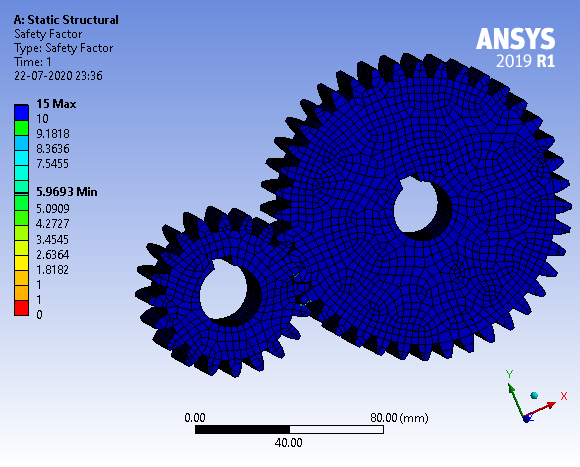 A: Static Structural
Safety Factor
Type: Safety Factor
Time: 1
22-07-2020 23:36
15 Max
10
9.1818
8.3636
7.5455
5.9693 Min
5.0909
4.2727
3.4545
2.6364
1.8182
1
1
0
ANSYS
2019 R1
0.00
80.00 (mm)
40.00
Y
X